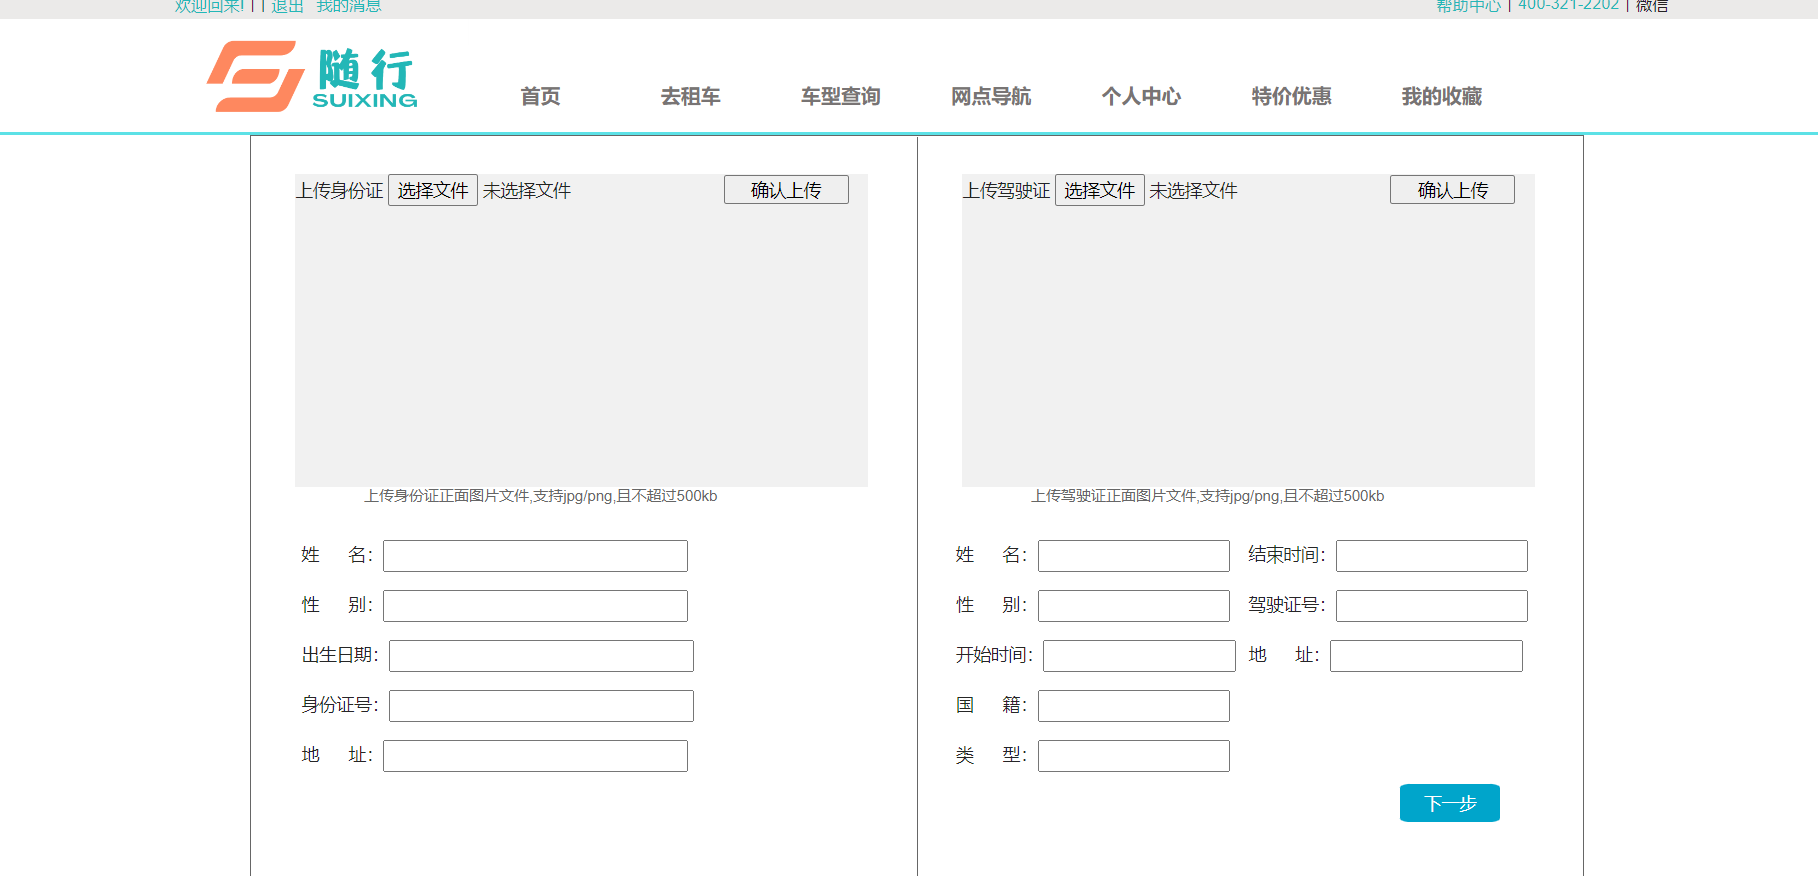 欢迎回来! | | 退出 我的消息
帮助中心 | 400-321-2202 | 微信
随行
SUIXING
首页 去租车 车型查询 网点导航 个人中心 特价优惠 我的收藏
上传身份证 选择文件 未选择文件 确认上传
上传身份证正面图片文件,支持jpg/png,且不超过500kb
姓 名：
性 别：
出生日期：
身份证号：
地 址：
上传驾驶证 选择文件 未选择文件 确认上传
上传驾驶证正面图片文件,支持jpg/png,且不超过500kb
姓 名： 结束时间：
性 别： 驾驶证号：
开始时间： 地 址：
国 籍：
类 型：
下一步